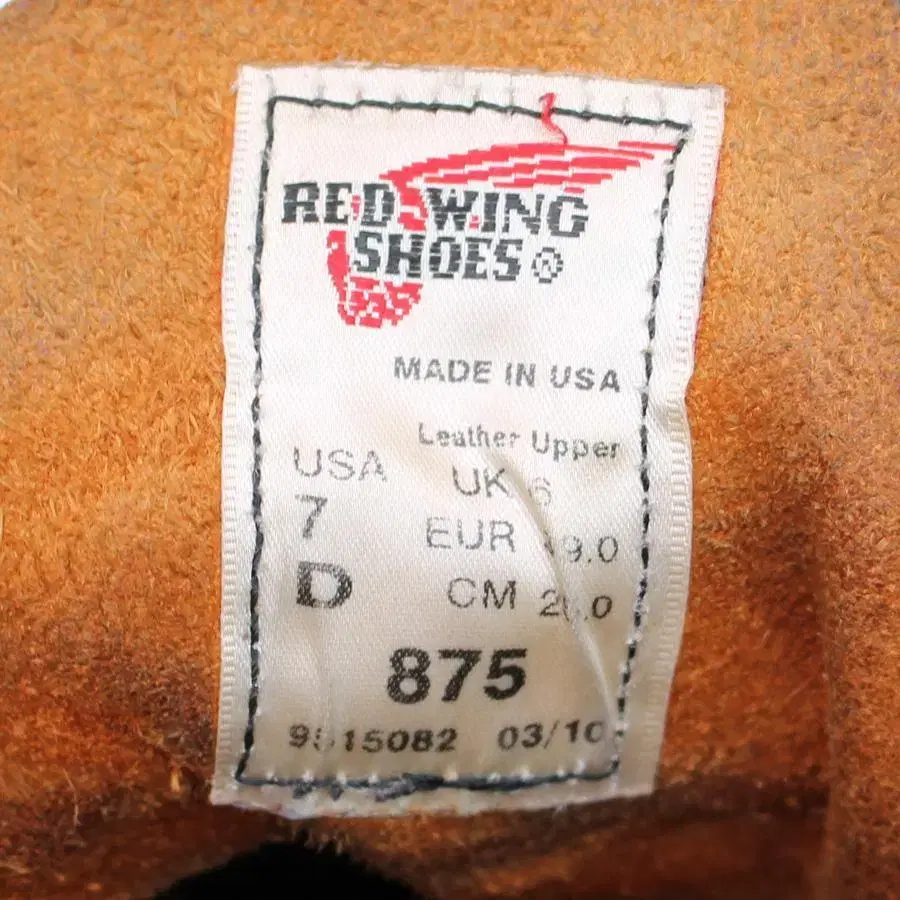 RED WING
SHOES ®
MADE IN USA
Leather Upper
USA UK 6
7 EUR
D CM
875
03/10